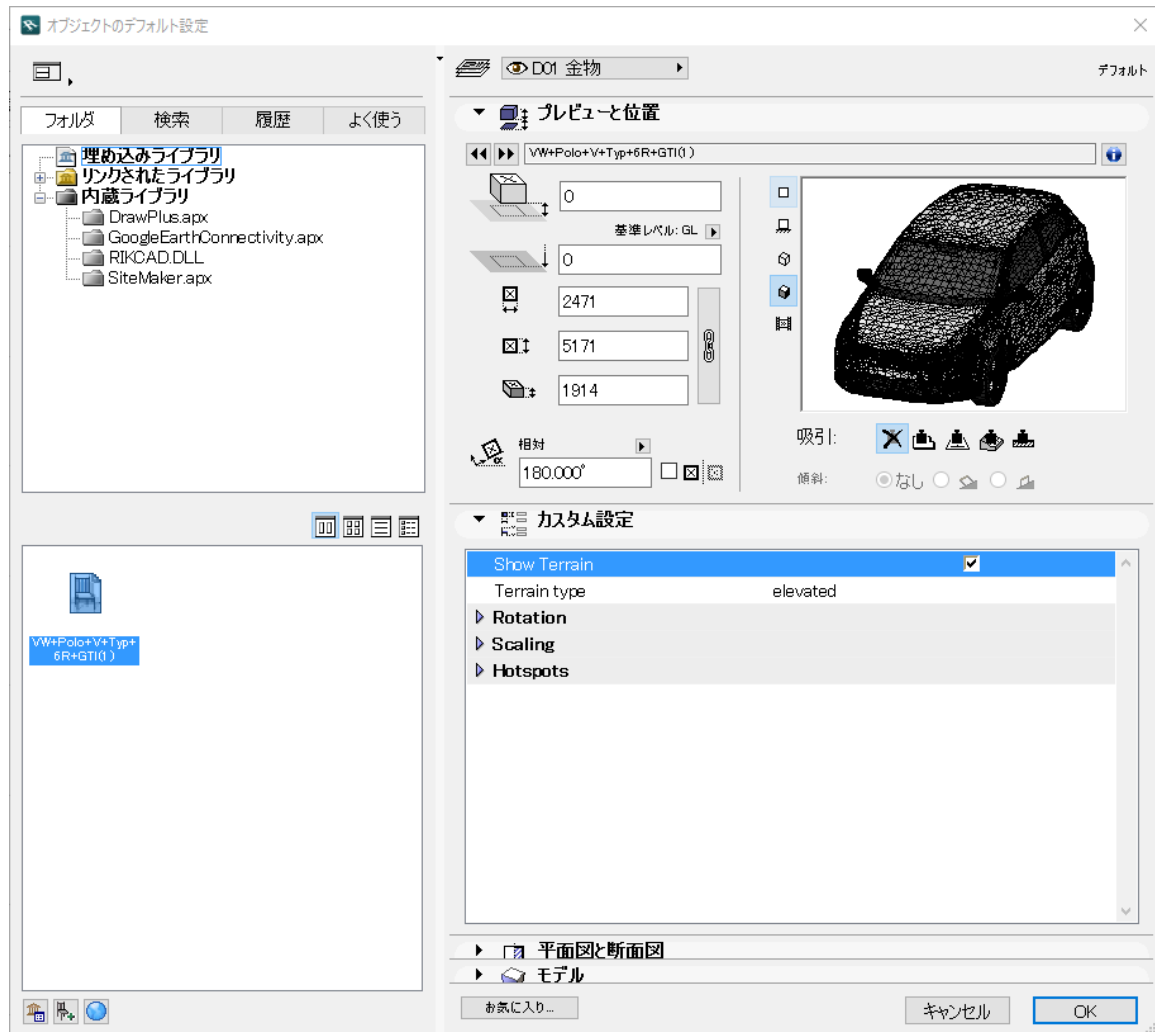 オブジェクトのデフォルト設定
D01 金物
デフォルト
フォルダ
検索
履歴
よく使う
埋め込みライブラリ
リンクされたライブラリ
内蔵ライブラリ
DrawPlus.apx
GoogleEarthConnectivity.apx
RIKCAD.DLL
SiteMaker.apx
VW+Polo+V+Typ+
6R+GTI(1)
プレビューと位置
VW+Polo+V+Typ+6R+GTI(1)
0
基準レベル: GL
0
2471
5171
1914
相対
180.000°
吸引:
傾斜:
なし
カスタム設定
Show Terrain
Terrain type elevated
Rotation
Scaling
Hotspots
平面図と断面図
モデル
お気に入り...
キャンセル
OK